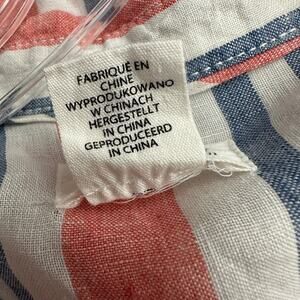 FABRIQUÉ EN
CHINE
WYPRODUKOWANO
W CHINACH
HERGESTELLT
IN CHINA
GEPRODUCEERD
IN CHINA